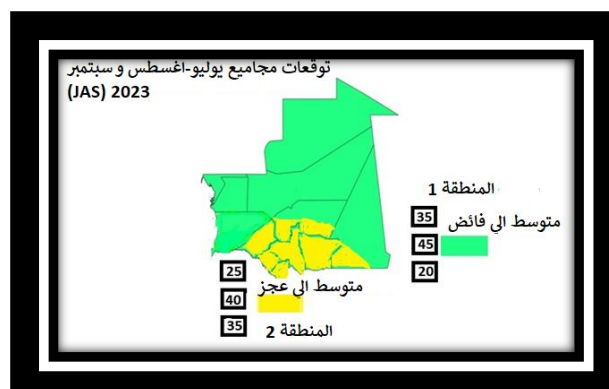 توقعات مجاميع يوليو-اغسطس و سبتمبر
(JAS) 2023
المنطقة 1
35
متوسط الي فائض
45
20
25
متوسط الي عجز
40
35
المنطقة 2